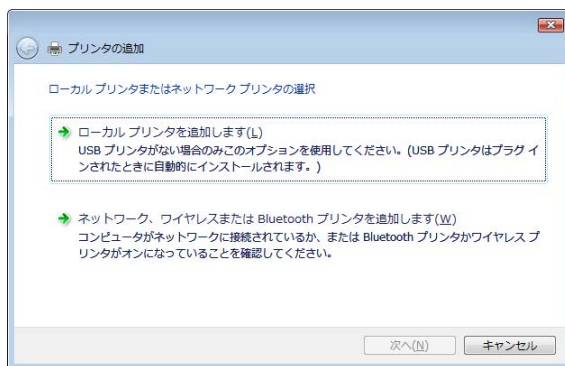 プリンタの追加
ローカル プリンタまたはネットワーク プリンタの選択
ローカル プリンタを追加します(L)
USB プリンタがない場合のみこのオプションを使用してください。(USB プリンタはプラグ イ
ンされたときに自動的にインストールされます。)
ネットワーク、ワイヤレスまたは Bluetooth プリンタを追加します(W)
コンピュータがネットワークに接続されているか、または Bluetooth プリンタかワイヤレス プ
リンタがオンになっていることを確認してください。
次へ(N) キャンセル